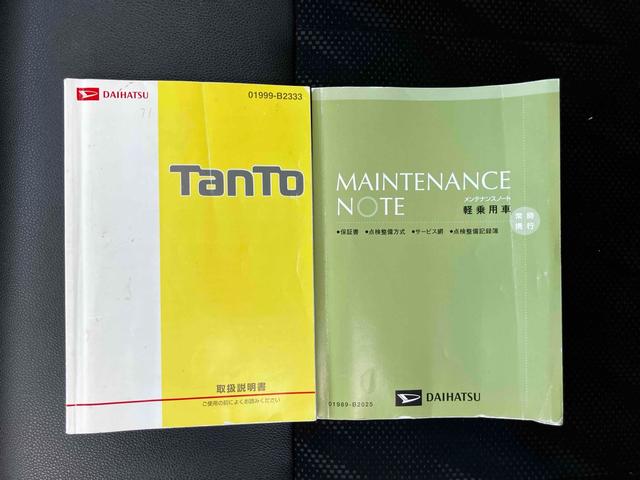 DAIHATSU
01999-B2333
TanTo
取扱説明書
ご使用の前によくお読みください
MAINTENANCE
NOTE
メンテナンスノート
軽乗用車
常時
携行
●保証書 ●点検整備方式 ●サービス網 ●点検整備記録簿
01989-B2025
DAIHATSU